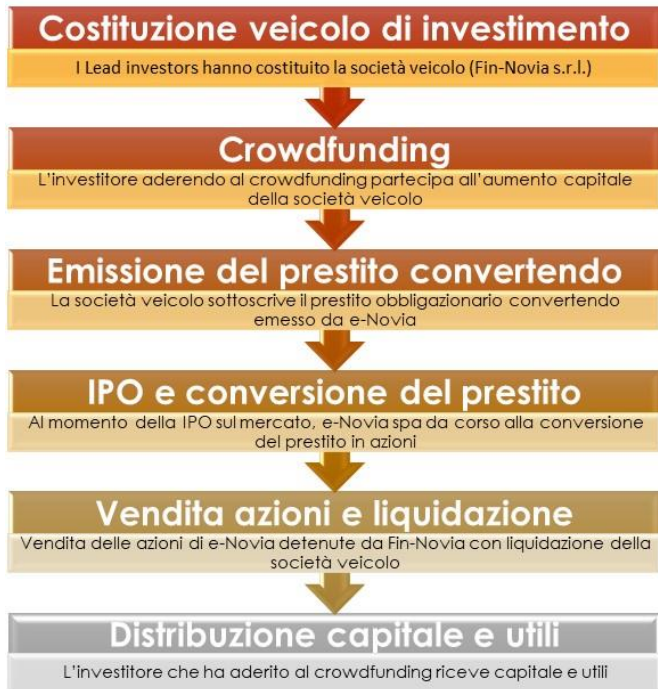 Costituzione veicolo di investimento
I Lead investors hanno costituito la società veicolo (Fin-Novia s.r.l.)
Crowdfunding
L'investitore aderendo al crowdfunding partecipa all'aumento capitale
della società veicolo
Emissione del prestito convertendo
La società veicolo sottoscrive il prestito obbligazionario convertendo
emesso da e-Novia
IPO e conversione del prestito
Al momento della IPO sul mercato, e-Novia spa da corso alla conversione
del prestito in azioni
Vendita azioni e liquidazione
Vendita delle azioni di e-Novia detenute da Fin-Novia con liquidazione della
società veicolo
Distribuzione capitale e utili
L'investitore che ha aderito al crowdfunding riceve capitale e utili